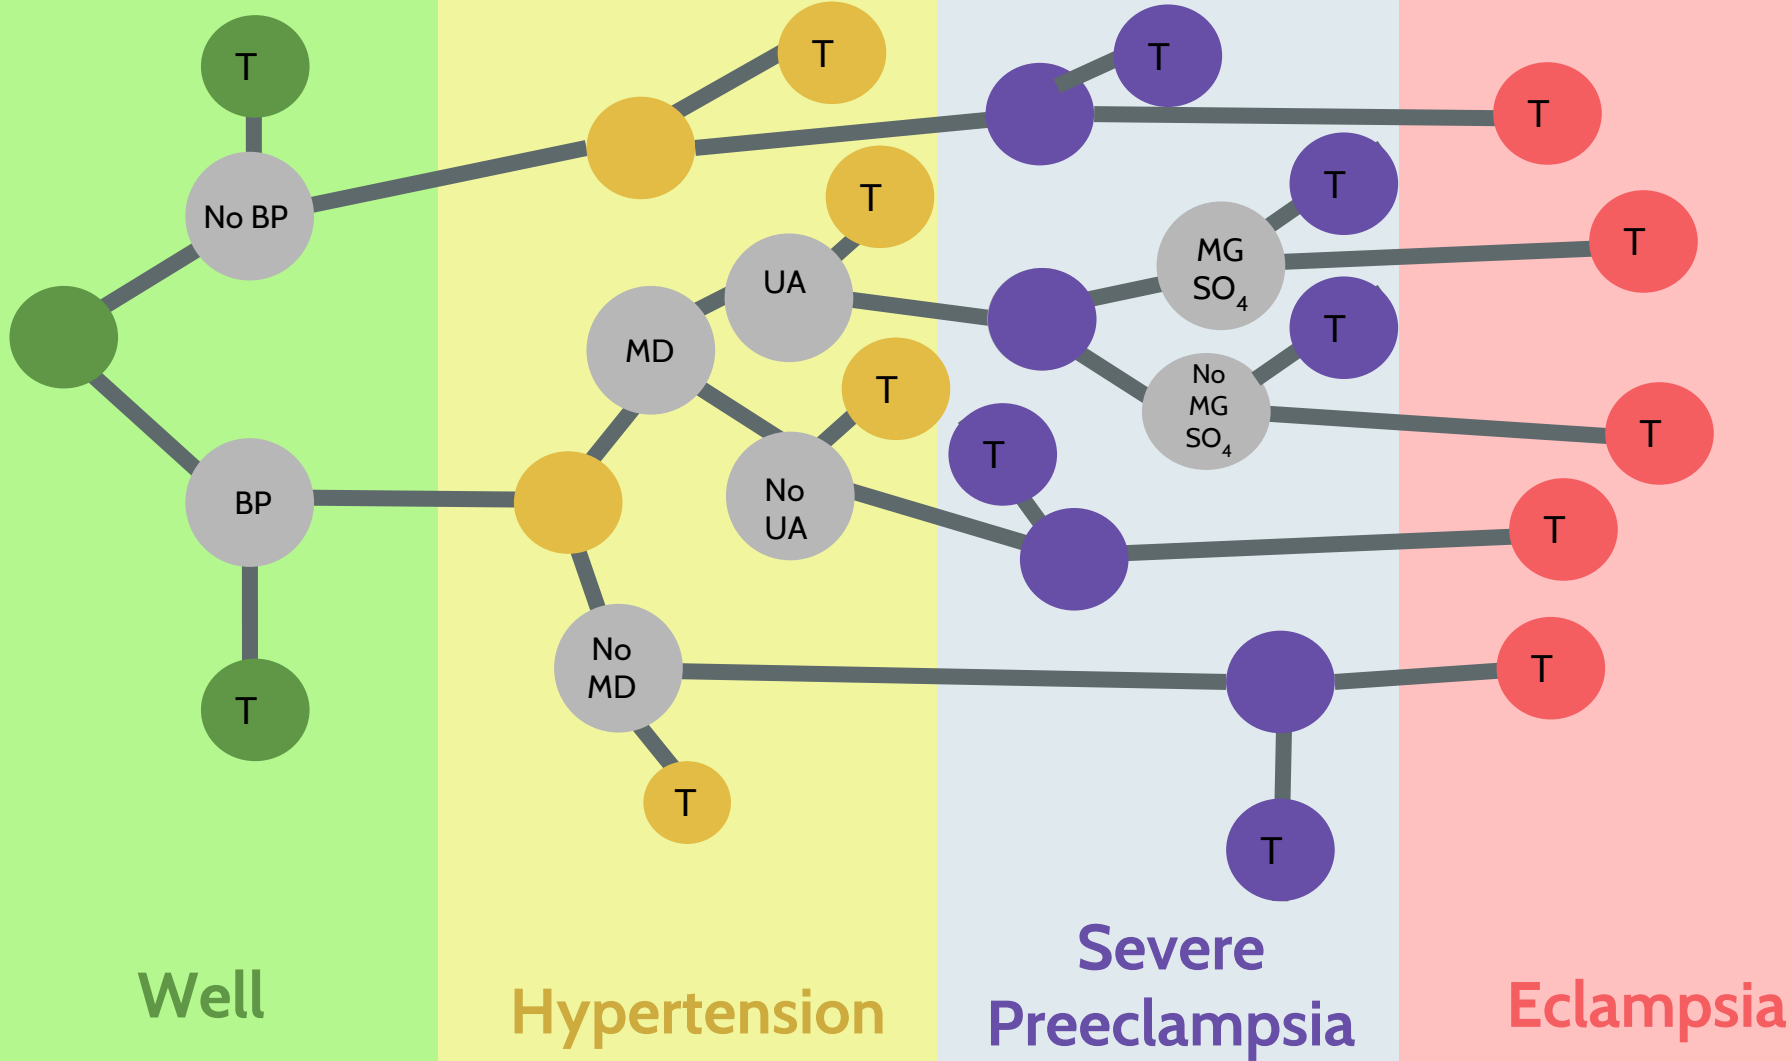 T
T
T
T
T
No BP
T
T
MG
SO₄
T
UA
T
MD
T
No
MG
SO₄
T
T
BP
No
UA
T
No
MD
T
T
T
T
Well
Hypertension
Severe
Preeclampsia
Eclampsia